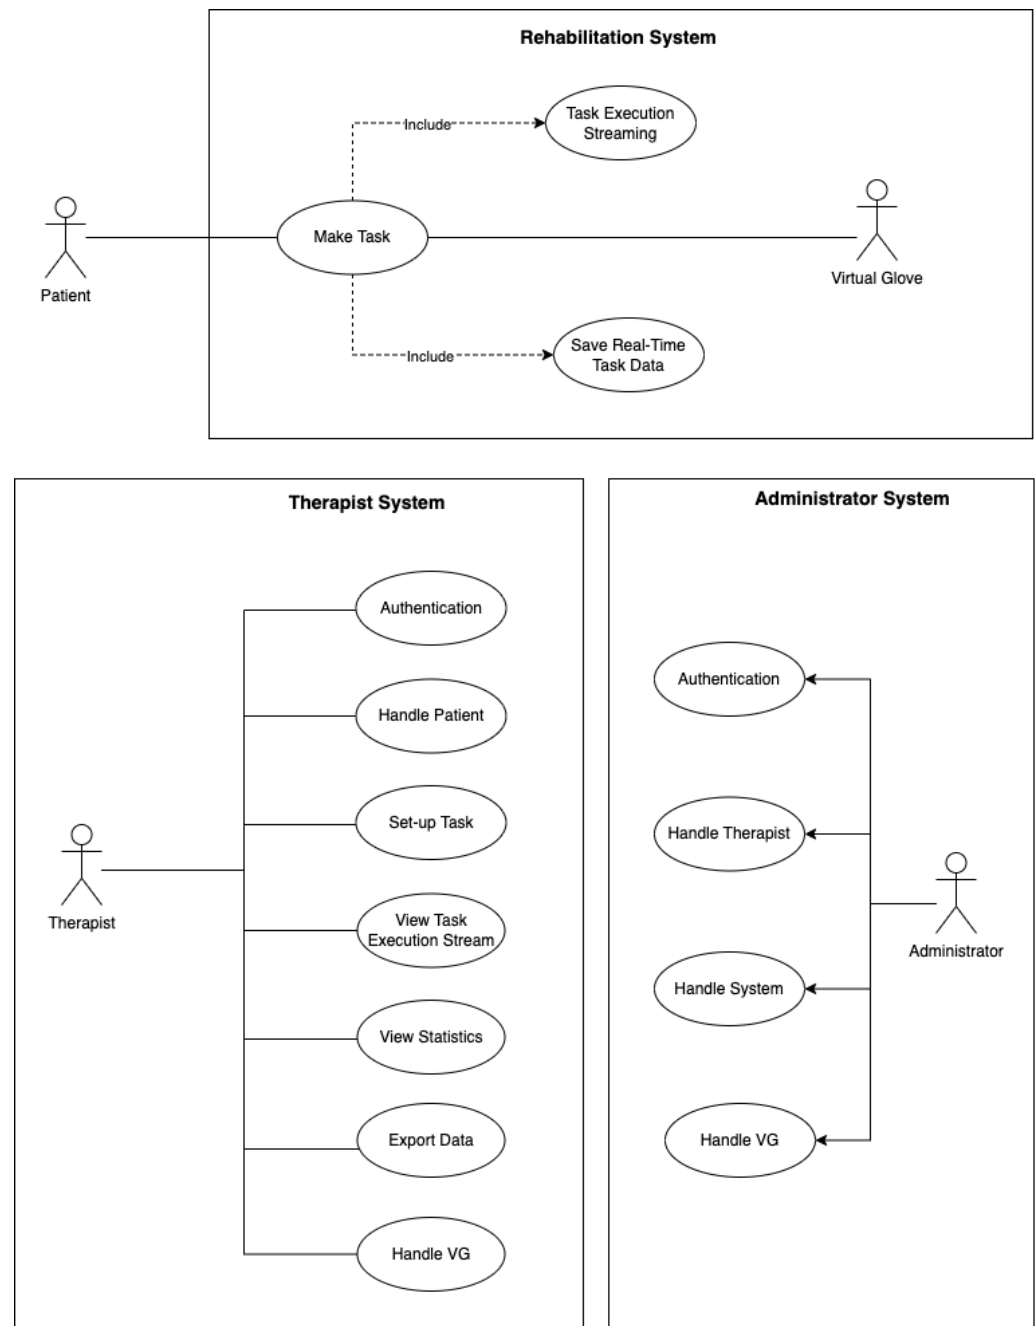 Rehabilitation System
Task Execution
Streaming
Include
Make Task
Patient
Virtual Glove
Save Real-Time
Task Data
Include
Therapist System
Authentication
Handle Patient
Set-up Task
View Task
Execution Stream
Therapist
View Statistics
Export Data
Handle VG
Administrator System
Authentication
Handle Therapist
Administrator
Handle System
Handle VG